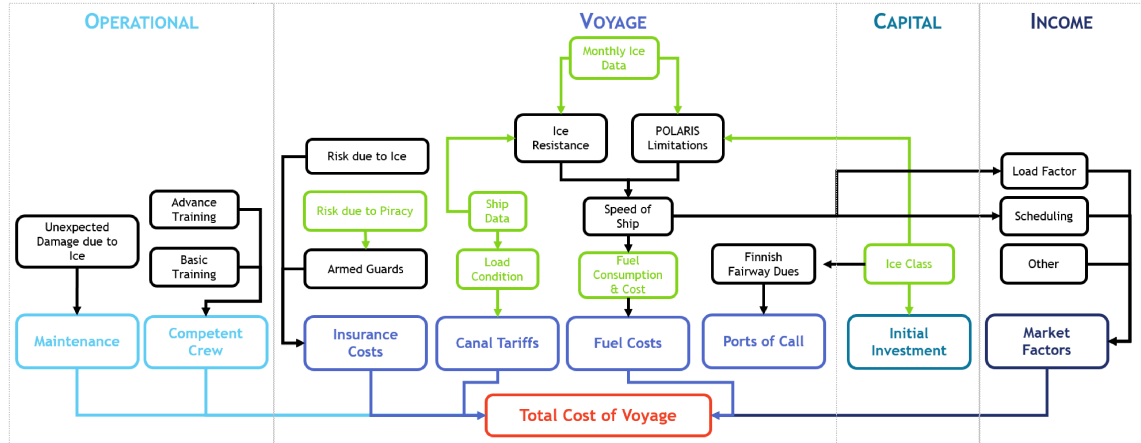 OPERATIONAL
VOYAGE
CAPITAL
INCOME
Monthly Ice
Data
Ice
Resistance
POLARIS
Limitations
Risk due to Ice
Load Factor
Advance
Training
Risk due to Piracy
Ship
Data
Speed of
Ship
Scheduling
Unexpected
Damage due to
Ice
Basic
Training
Armed Guards
Load
Condition
Fuel
Consumption
& Cost
Finnish
Fairway Dues
Ice Class
Other
Maintenance
Competent
Crew
Insurance
Costs
Canal Tariffs
Fuel Costs
Ports of Call
Initial
Investment
Market
Factors
Total Cost of Voyage